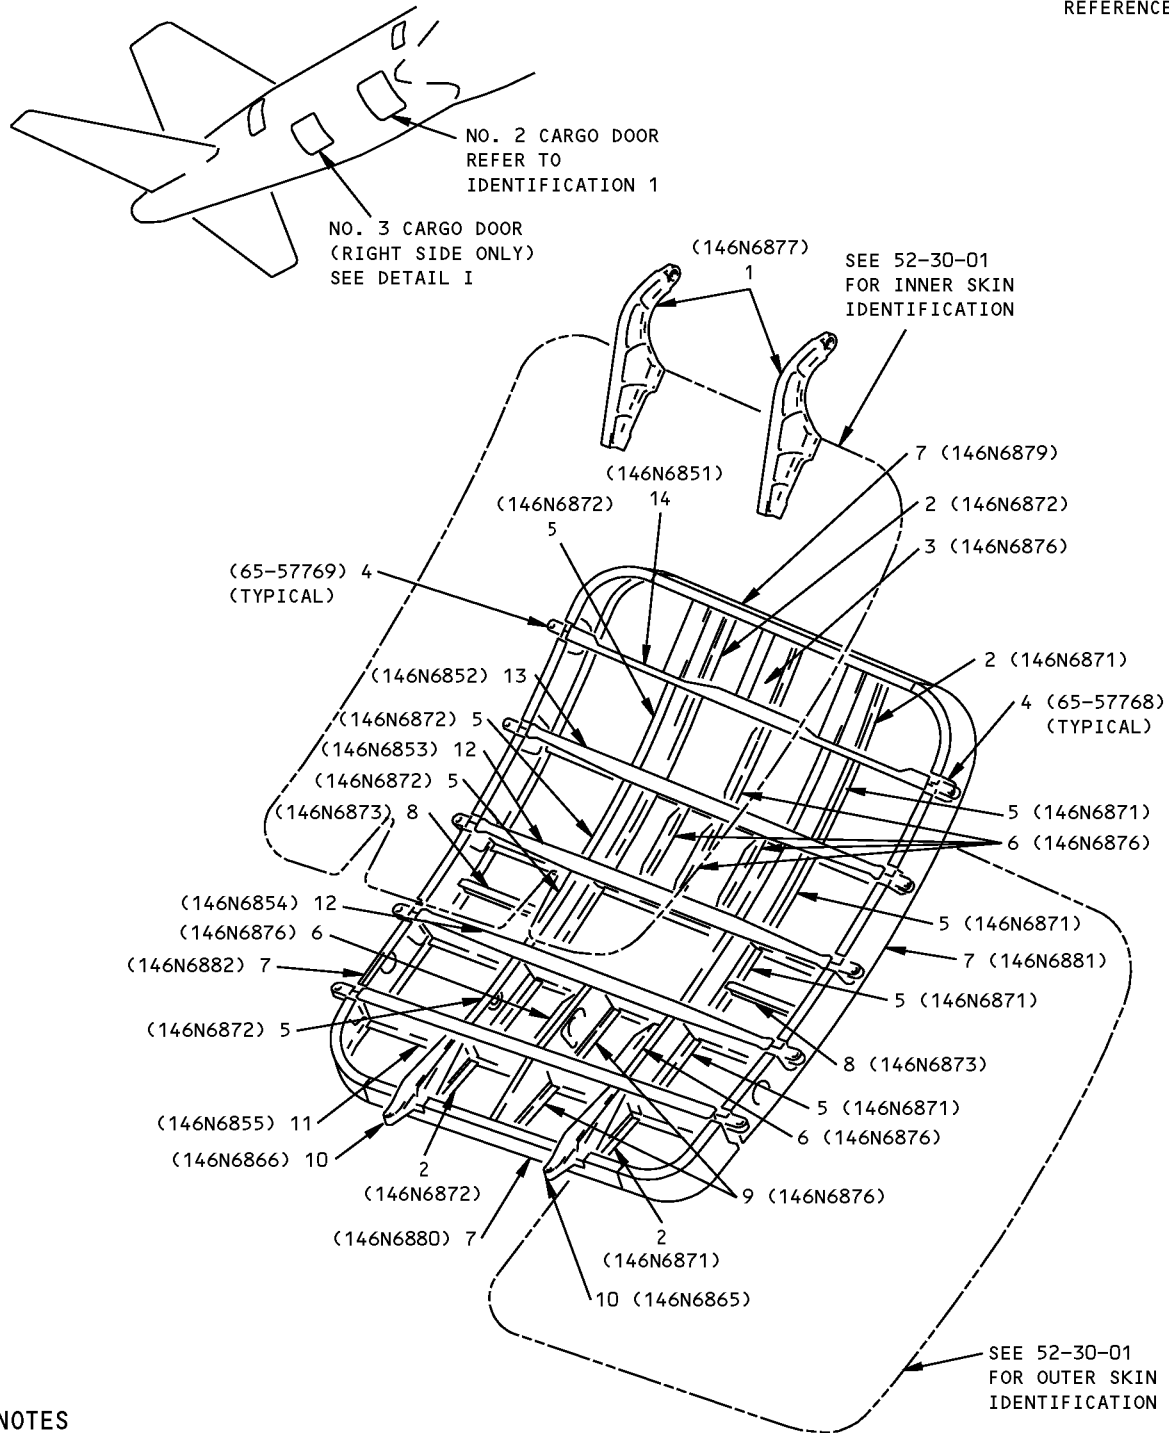 REFERENCE
NO. 2 CARGO DOOR
REFER TO
IDENTIFICATION 1
NO. 3 CARGO DOOR
(RIGHT SIDE ONLY)
SEE DETAIL I
(146N6877)
1
SEE 52-30-01
FOR INNER SKIN
IDENTIFICATION
7 (146N6879)
(146N6851)
14
(146N6872)
5
2 (146N6872)
3 (146N6876)
(65-57769) 4
(TYPICAL)
2 (146N6871)
(146N6852) 13
4 (65-57768)
(TYPICAL)
(146N6872) 5
(146N6853) 12
(146N6872) 5
(146N6873) 8
5 (146N6871)
6 (146N6876)
(146N6854) 12
5 (146N6871)
(146N6876) 6
7 (146N6881)
(146N6882) 7
5 (146N6871)
(146N6872) 5
8 (146N6873)
5 (146N6871)
(146N6855) 11
6 (146N6876)
(146N6866) 10
2
(146N6872)
9 (146N6876)
(146N6880) 7
2
(146N6871)
10 (146N6865)
SEE 52-30-01
FOR OUTER SKIN
IDENTIFICATION
NOTES